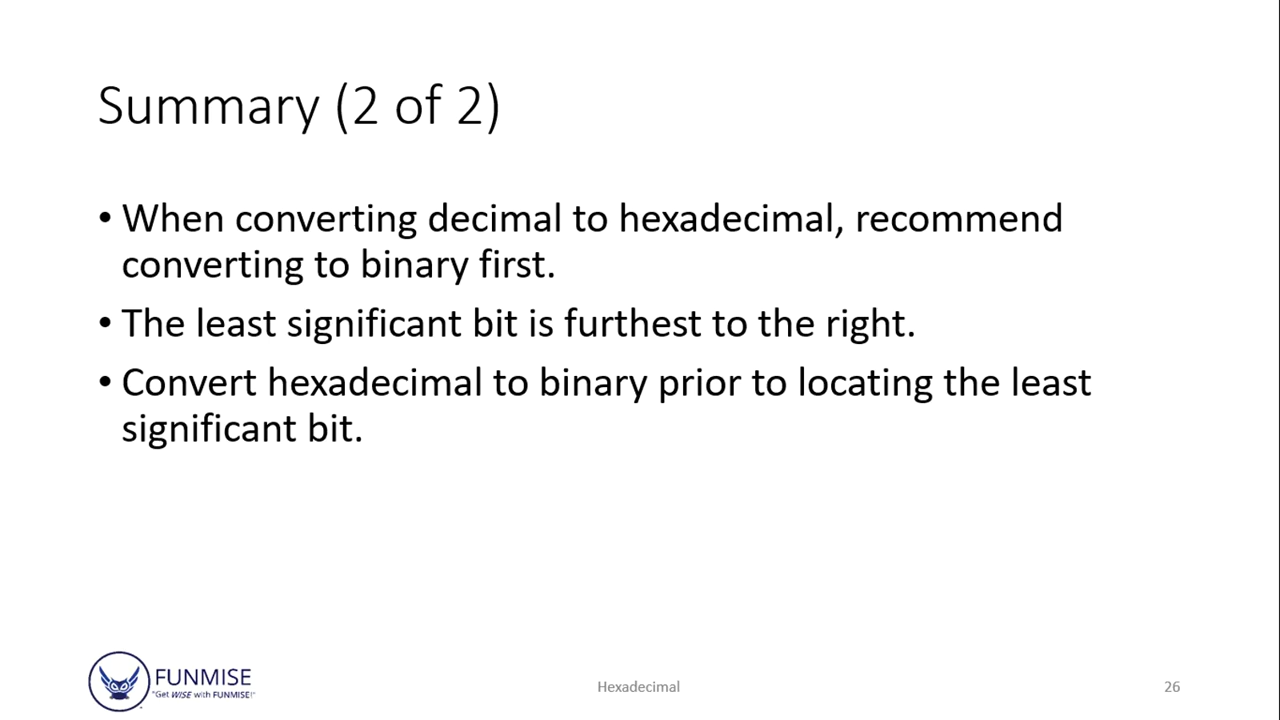 Summary (2 of 2)
• When converting decimal to hexadecimal, recommend
converting to binary first.
• The least significant bit is furthest to the right.
• Convert hexadecimal to binary prior to locating the least
significant bit.
FUNMISE
"Get WISE with FUNMISE!"
Hexadecimal
26